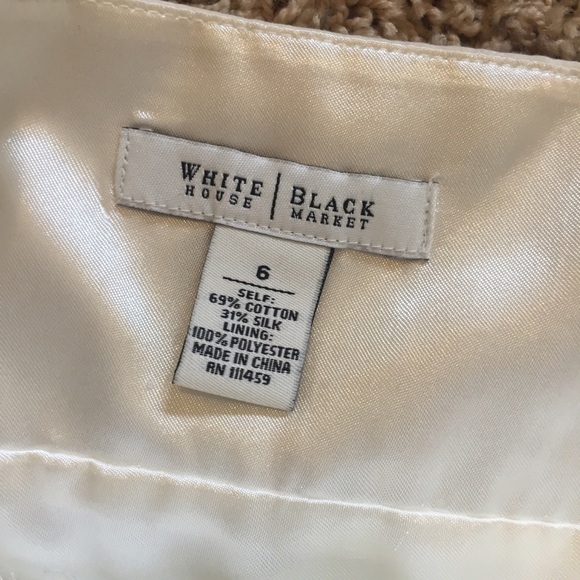 WHITE HOUSE | BLACK MARKET
6
SELF:
69% COTTON
31% SILK
LINING:
100% POLYESTER
MADE IN CHINA
RN 111459